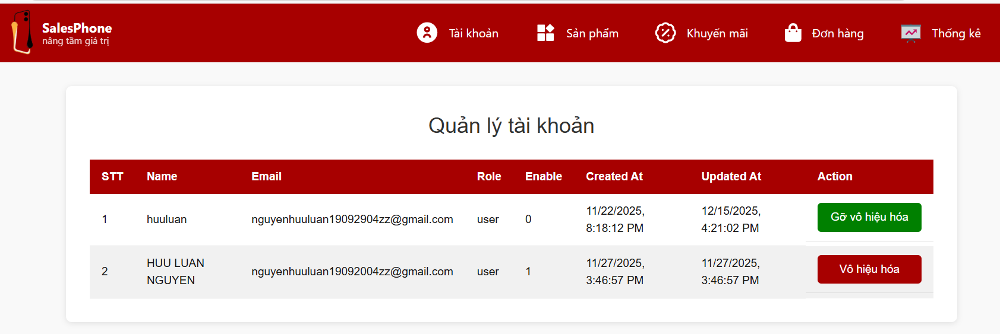 SalesPhone
nâng tầm giá trị
Tài khoản
Sản phẩm
Khuyến mãi
Đơn hàng
Thống kê
Quản lý tài khoản
STT Name Email Role Enable Created At Updated At Action
1 huuluan nguyenhuuluan19092904zz@gmail.com user 0 11/22/2025, 12/15/2025, Gỡ vô hiệu hóa
8:18:12 PM 4:21:02 PM
2 HUU LUAN nguyenhuuluan19092004zz@gmail.com user 1 11/27/2025, 11/27/2025, Vô hiệu hóa
NGUYEN 3:46:57 PM 3:46:57 PM